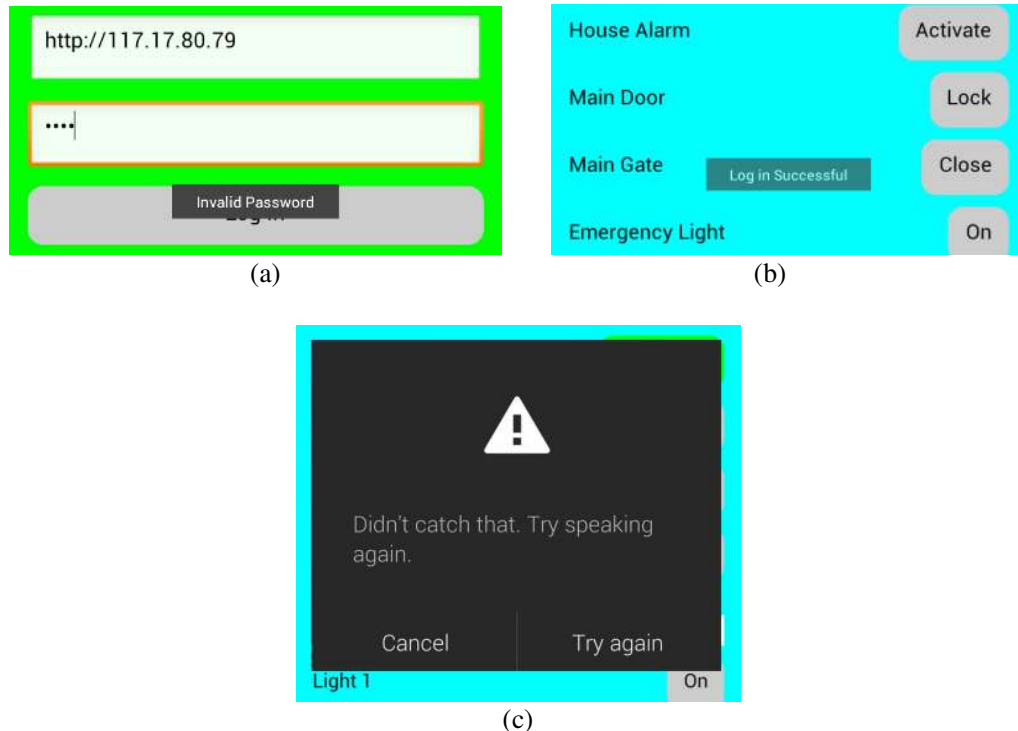 http://117.17.80.79
••••
Invalid Password
(a)
House Alarm Activate
Main Door Lock
Main Gate Close
Log in Successful
Emergency Light On
(b)
Didn't catch that. Try speaking
again.
Cancel Try again
Light 1 On
(c)